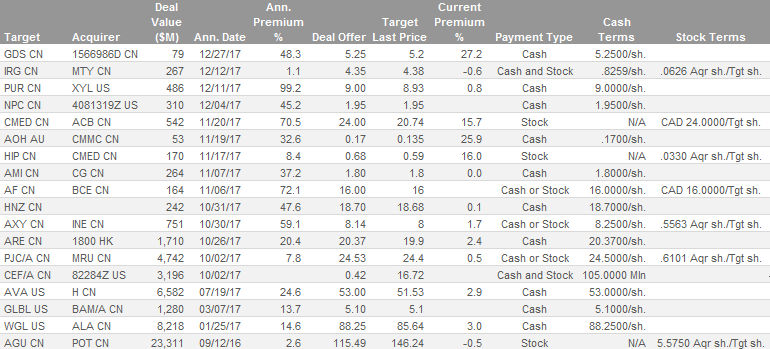 Deal Ann. Current
Value Premium Target Premium Cash
Target Acquirer ($M) Ann. Date % Deal Offer Last Price % Payment Type Terms Stock Terms
GDS CN 1566986D CN 79 12/27/17 48.3 5.25 5.2 27.2 Cash 5.2500/sh.
IRG CN MTY CN 267 12/12/17 1.1 4.35 4.38 -0.6 Cash and Stock .8259/sh. .0626 Aqr sh./Tgt sh.
PUR CN XYL US 486 12/11/17 99.2 9.00 8.93 0.8 Cash 9.0000/sh.
NPC CN 4081319Z US 310 12/04/17 45.2 1.95 1.95 Cash 1.9500/sh.
CMED CN ACB CN 542 11/20/17 70.5 24.00 20.74 15.7 Stock N/A CAD 24.0000/Tgt sh.
AOH AU CMMC CN 53 11/19/17 32.6 0.17 0.135 25.9 Cash .1700/sh.
HIP CN CMED CN 170 11/17/17 8.4 0.68 0.59 16.0 Stock N/A .0330 Aqr sh./Tgt sh.
AMI CN CG CN 264 11/07/17 37.2 1.80 1.8 0.0 Cash 1.8000/sh.
AF CN BCE CN 164 11/06/17 72.1 16.00 16 Cash or Stock 16.0000/sh. CAD 16.0000/Tgt sh.
HNZ CN 242 10/31/17 47.6 18.70 18.68 0.1 Cash 18.7000/sh.
AXY CN INE CN 751 10/30/17 59.1 8.14 8 1.7 Cash or Stock 8.2500/sh. .5563 Aqr sh./Tgt sh.
ARE CN 1800 HK 1,710 10/26/17 20.4 20.37 19.9 2.4 Cash 20.3700/sh.
PJC/A CN MRU CN 4,742 10/02/17 7.8 24.53 24.4 0.5 Cash or Stock 24.5000/sh. .6101 Aqr sh./Tgt sh.
CEF/A CN 82284Z US 3,196 10/02/17 0.42 16.72 Cash and Stock 105.0000 Mln -
AVA US H CN 6,582 07/19/17 24.6 53.00 51.53 2.9 Cash 53.0000/sh.
GLBL US BAM/A CN 1,280 03/07/17 13.7 5.10 5.1 Cash 5.1000/sh.
WGL US ALA CN 8,218 01/25/17 14.6 88.25 85.64 3.0 Cash 88.2500/sh.
AGU CN POT CN 23,311 09/12/16 2.6 115.49 146.24 -0.5 Stock N/A 5.5750 Aqr sh./Tgt sh.